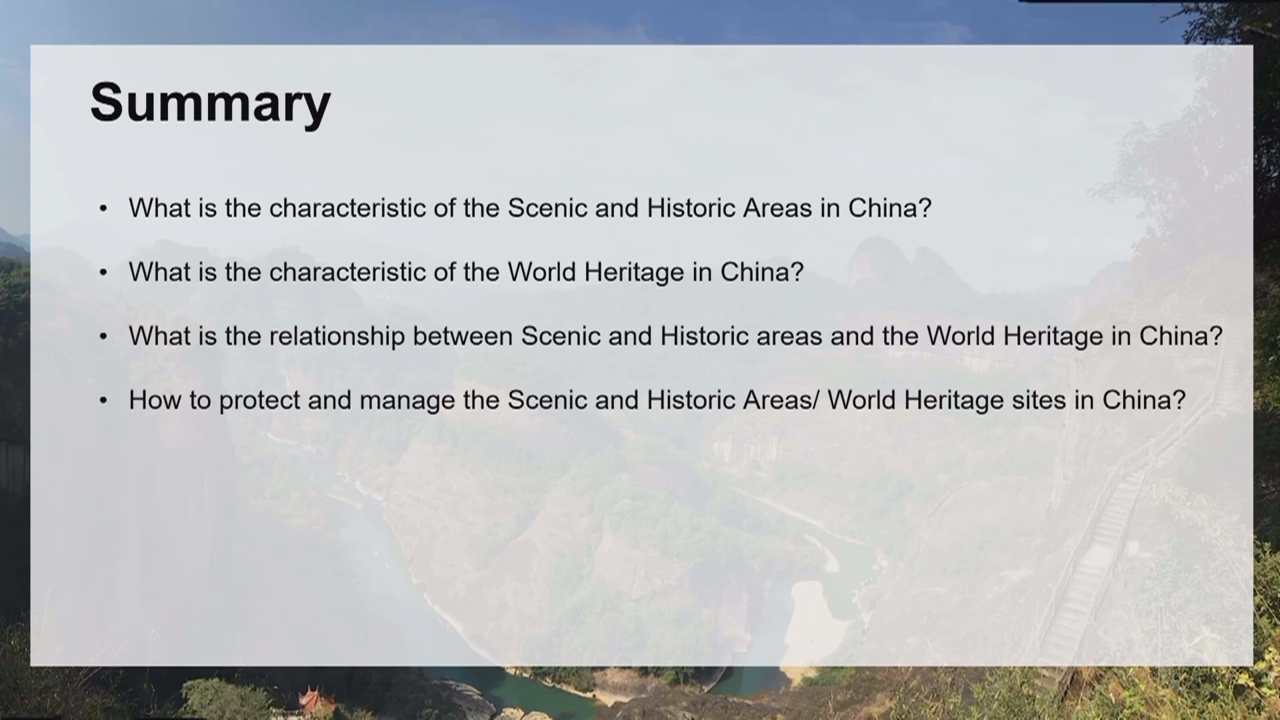 Summary
• What is the characteristic of the Scenic and Historic Areas in China?
• What is the characteristic of the World Heritage in China?
• What is the relationship between Scenic and Historic areas and the World Heritage in China?
• How to protect and manage the Scenic and Historic Areas/ World Heritage sites in China?